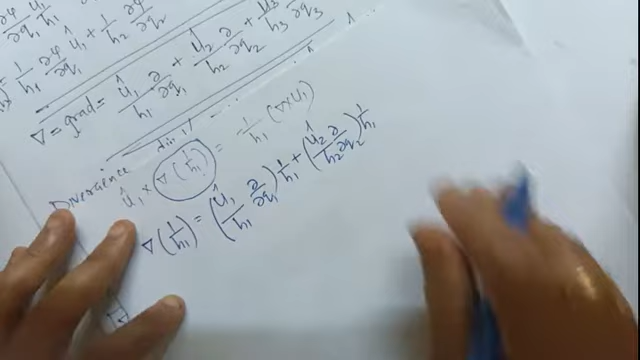 ∂φ/∂q₁ û₁/h₁ + 1/h₂ ∂φ/∂q₂
= 1/h₁ ∂φ/∂q₁ û₁ + 1/h₂ ∂φ/∂q₂
∇ = grad = û₁/h₁ ∂/∂q₁ + û₂/h₂ ∂/∂q₂ + û₃/h₃ ∂/∂q₃
Divergence div
û₁ × ∇(1/h₁) = -1/h₁ (∇×û₁)
∇(1/h₁) = (û₁/h₁ ∂/∂q₁) 1/h₁ + (û₂/h₂ ∂/∂q₂) 1/h₁